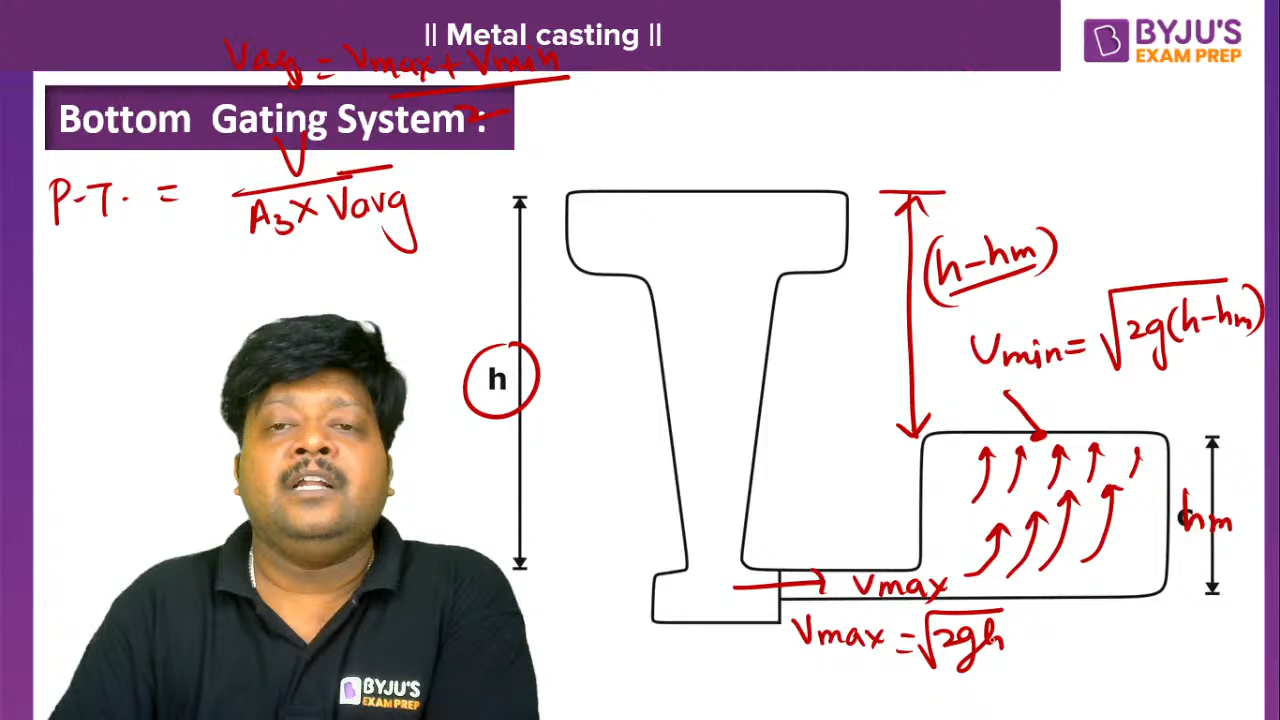 || Metal casting ||
BYJU'S
EXAM PREP
Vavg = Vmax + Vmin
2
Bottom Gating System :
P.T. = V
A3 × Vavg
(h-hm)
Vmin = √2g(h-hm)
h
hm
Vmax
Vmax = √2gh
BYJU'S
EXAM PREP